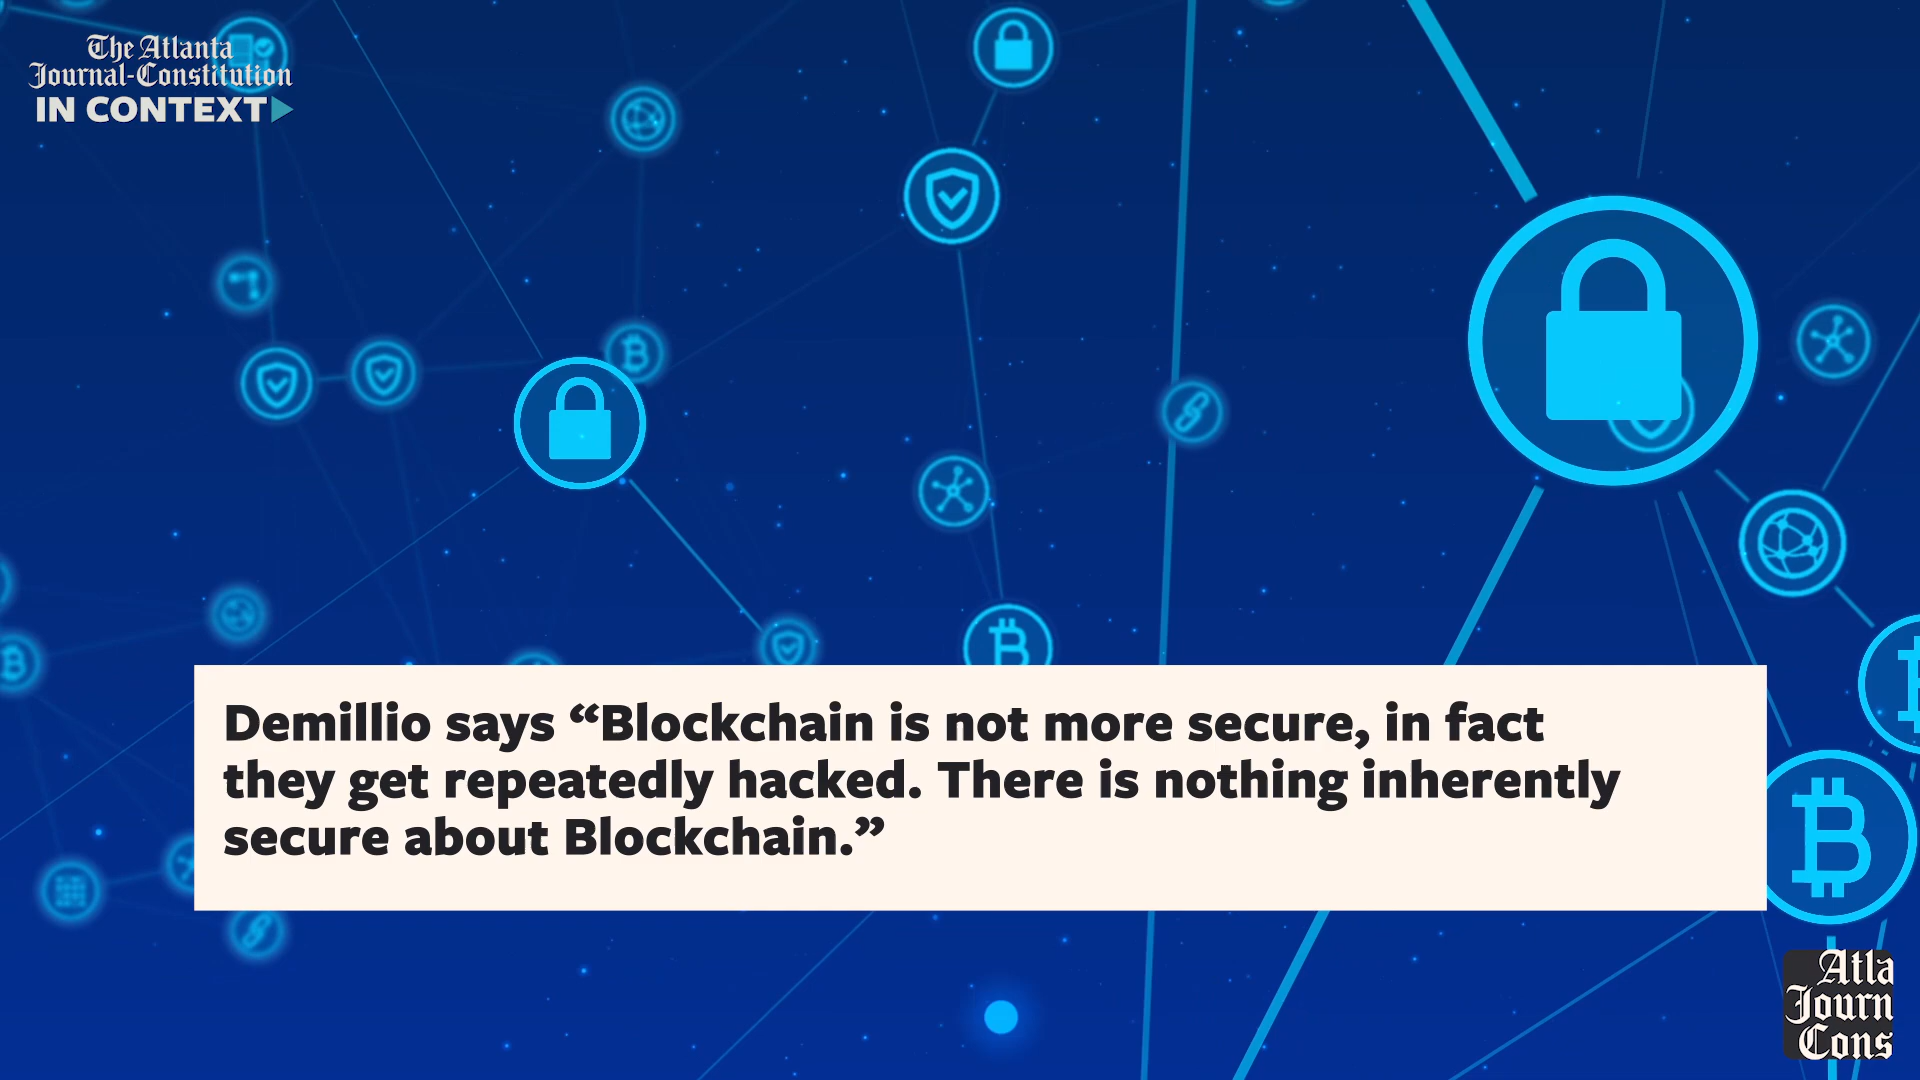 The Atlanta
Journal-Constitution
IN CONTEXT
Demillio says “Blockchain is not more secure, in fact
they get repeatedly hacked. There is nothing inherently
secure about Blockchain.”
Atla
Journ
Cons